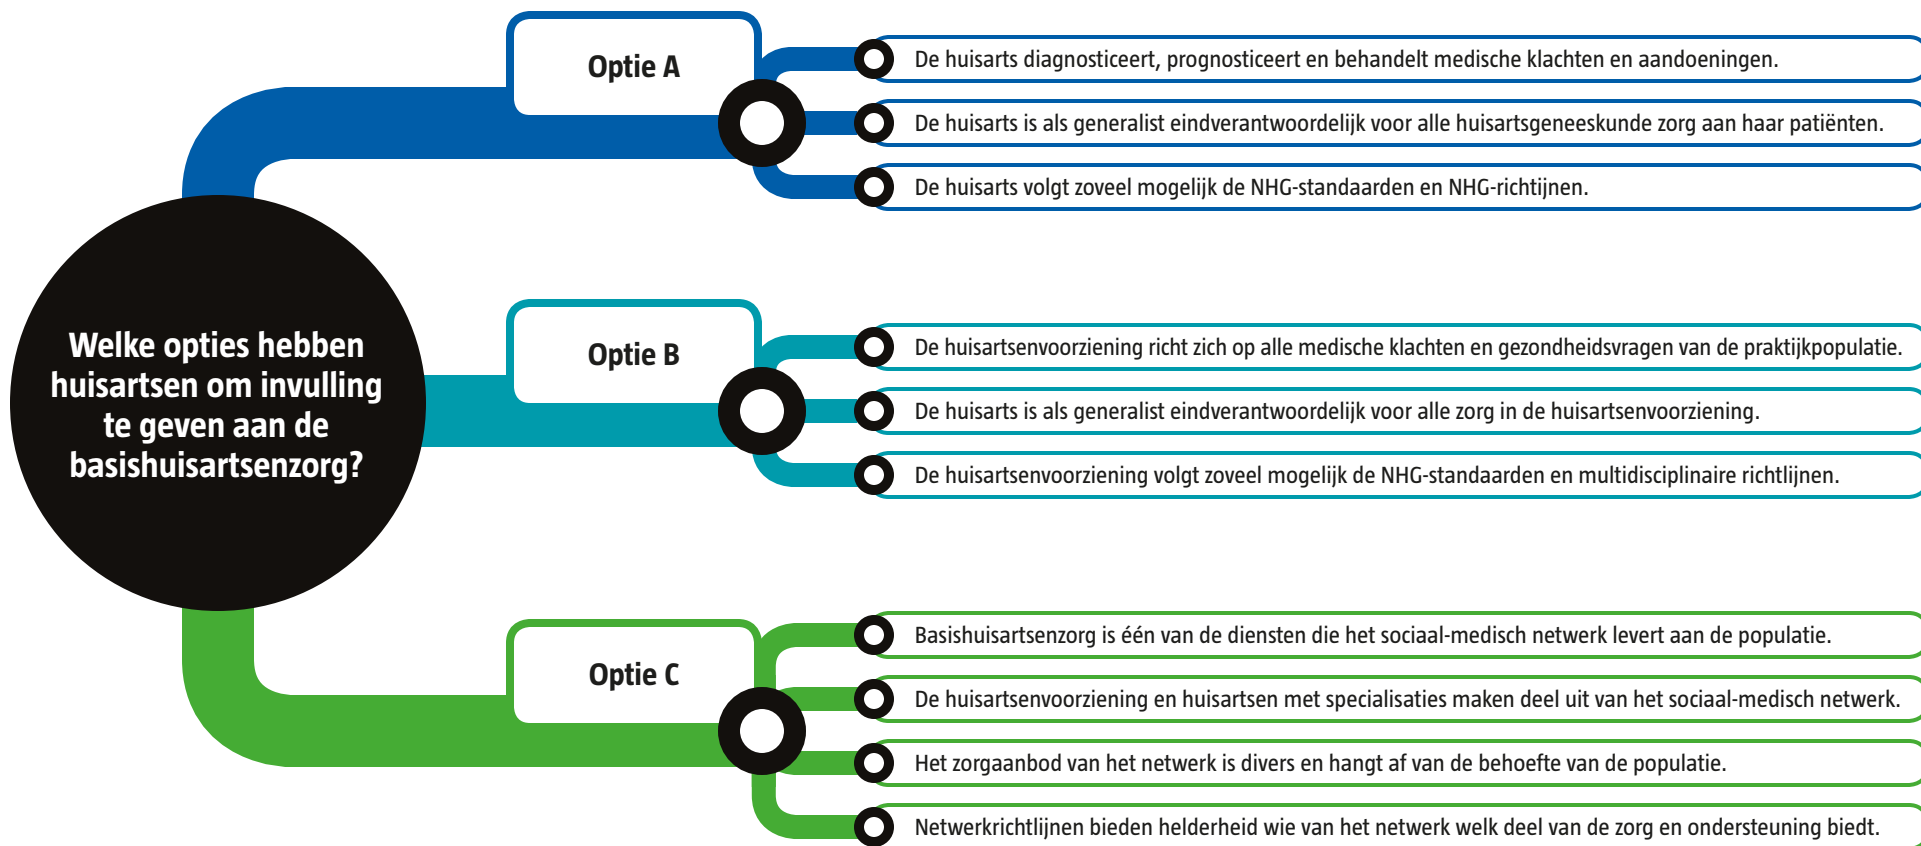 Welke opties hebben
huisartsen om invulling
te geven aan de
basishuisartsenzorg?
Optie A
De huisarts diagnosticeert, prognosticeert en behandelt medische klachten en aandoeningen.
De huisarts is als generalist eindverantwoordelijk voor alle huisartsgeneeskunde zorg aan haar patiënten.
De huisarts volgt zoveel mogelijk de NHG-standaarden en NHG-richtijnen.
Optie B
De huisartsenvoorziening richt zich op alle medische klachten en gezondheidsvragen van de praktijkpopulatie.
De huisarts is als generalist eindverantwoordelijk voor alle zorg in de huisartsenvoorziening.
De huisartsenvoorziening volgt zoveel mogelijk de NHG-standaarden en multidisciplinaire richtlijnen.
Optie C
Basishuisartsenzorg is één van de diensten die het sociaal-medisch netwerk levert aan de populatie.
De huisartsenvoorziening en huisartsen met specialisaties maken deel uit van het sociaal-medisch netwerk.
Het zorgaanbod van het netwerk is divers en hangt af van de behoefte van de populatie.
Netwerkrichtlijnen bieden helderheid wie van het netwerk welk deel van de zorg en ondersteuning biedt.